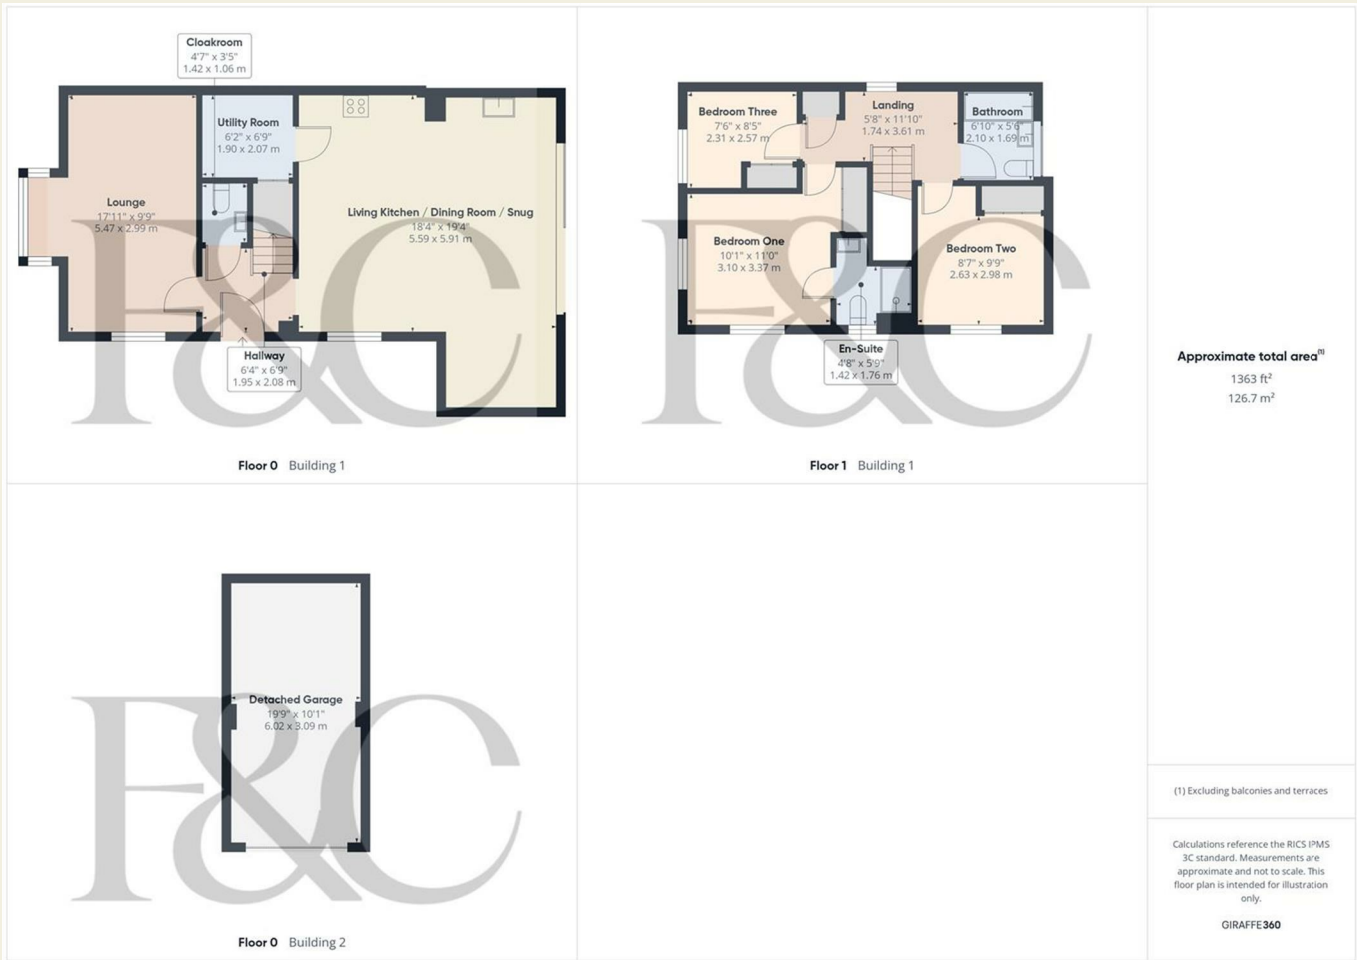 Cloakroom
4'7" x 3'5"
1.42 x 1.06 m
Utility Room
6'2" x 6'9"
1.90 x 2.07 m
Lounge
17'11" x 9'9"
5.47 x 2.99 m
Living Kitchen / Dining Room / Snug
18'4" x 19'4"
5.59 x 5.91 m
Hallway
6'4" x 6'9"
1.95 x 2.08 m
F&C
Floor 0 Building 1
Bedroom Three
7'6" x 8'5"
2.31 x 2.57 m
Landing
5'8" x 11'10"
1.74 x 3.61 m
Bathroom
6'10" x 5'6"
2.10 x 1.69 m
Bedroom One
10'1" x 11'0"
3.10 x 3.37 m
Bedroom Two
8'7" x 9'9"
2.63 x 2.98 m
En-Suite
4'8" x 5'9"
1.42 x 1.76 m
F&C
Floor 1 Building 1
Approximate total area(1)
1363 ft²
126.7 m²
Detached Garage
19'9" x 10'1"
6.02 x 3.09 m
F&C
Floor 0 Building 2
(1) Excluding balconies and terraces
Calculations reference the RICS IPMS
3C standard. Measurements are
approximate and not to scale. This
floor plan is intended for illustration
only.
GIRAFFE360